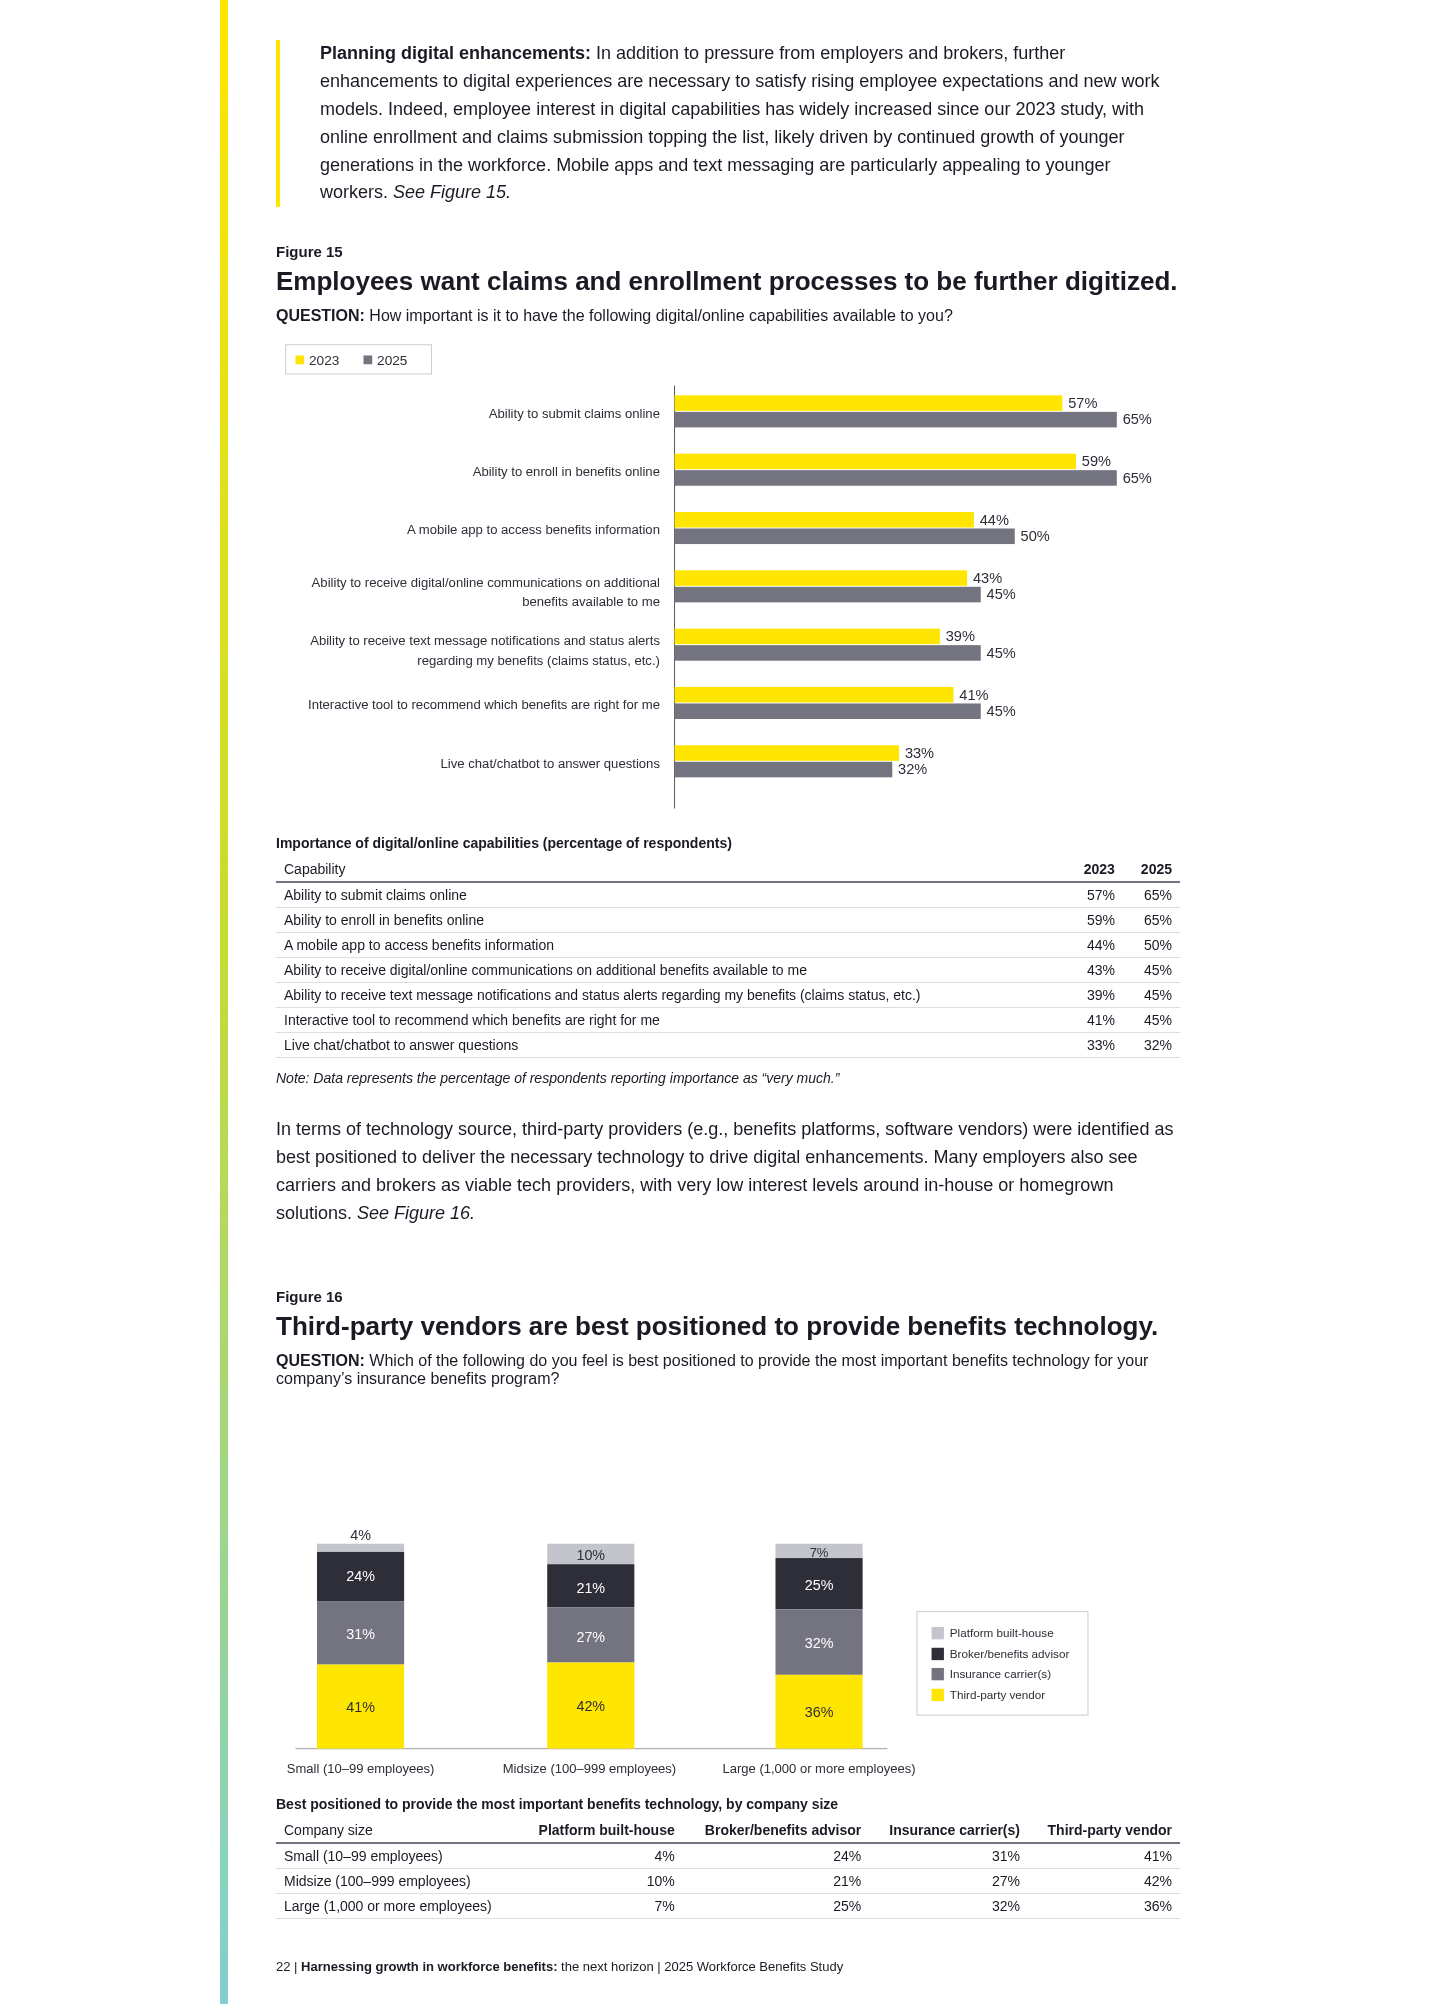 Planning digital enhancements: In addition to pressure from employers and brokers, further
enhancements to digital experiences are necessary to satisfy rising employee expectations and new work
models. Indeed, employee interest in digital capabilities has widely increased since our 2023 study, with
online enrollment and claims submission topping the list, likely driven by continued growth of younger
generations in the workforce. Mobile apps and text messaging are particularly appealing to younger
workers. See Figure 15.
Figure 15
Employees want claims and enrollment processes to be further digitized.
QUESTION: How important is it to have the following digital/online capabilities available to you?
2023 2025
Ability to submit claims online 57%
65%
Ability to enroll in benefits online 59%
65%
A mobile app to access benefits information 44%
50%
Ability to receive digital/online communications on additional 43%
benefits available to me 45%
Ability to receive text message notifications and status alerts 39%
regarding my benefits (claims status, etc.) 45%
Interactive tool to recommend which benefits are right for me 41%
45%
Live chat/chatbot to answer questions 33%
32%
Importance of digital/online capabilities (percentage of respondents)
Capability 2023 2025
Ability to submit claims online 57% 65%
Ability to enroll in benefits online 59% 65%
A mobile app to access benefits information 44% 50%
Ability to receive digital/online communications on additional benefits available to me 43% 45%
Ability to receive text message notifications and status alerts regarding my benefits (claims status, etc.) 39% 45%
Interactive tool to recommend which benefits are right for me 41% 45%
Live chat/chatbot to answer questions 33% 32%
Note: Data represents the percentage of respondents reporting importance as “very much.”
In terms of technology source, third-party providers (e.g., benefits platforms, software vendors) were identified as
best positioned to deliver the necessary technology to drive digital enhancements. Many employers also see
carriers and brokers as viable tech providers, with very low interest levels around in-house or homegrown
solutions. See Figure 16.
Figure 16
Third-party vendors are best positioned to provide benefits technology.
QUESTION: Which of the following do you feel is best positioned to provide the most important benefits technology for your
company’s insurance benefits program?
4%
24%
31%
41%
Small (10–99 employees)
10%
21%
27%
42%
Midsize (100–999 employees)
7%
25%
32%
36%
Large (1,000 or more employees)
Platform built-house
Broker/benefits advisor
Insurance carrier(s)
Third-party vendor
Best positioned to provide the most important benefits technology, by company size
Company size Platform built-house Broker/benefits advisor Insurance carrier(s) Third-party vendor
Small (10–99 employees) 4% 24% 31% 41%
Midsize (100–999 employees) 10% 21% 27% 42%
Large (1,000 or more employees) 7% 25% 32% 36%
22 | Harnessing growth in workforce benefits: the next horizon | 2025 Workforce Benefits Study